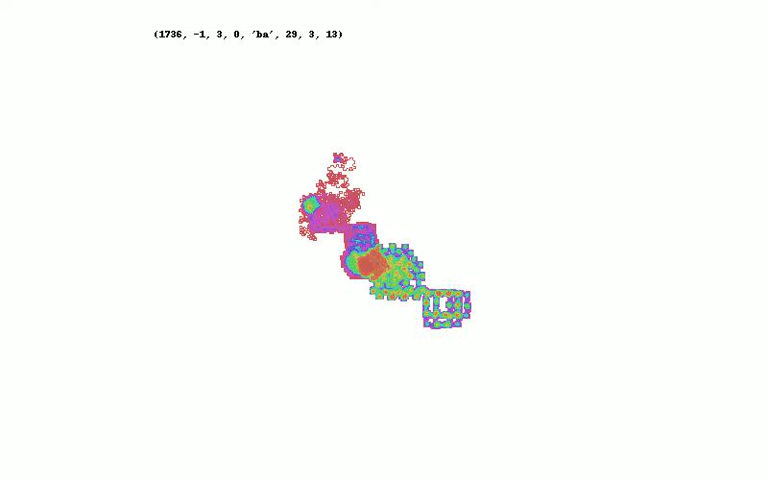 (1736, -1, 3, 0, 'ba', 29, 3, 13)